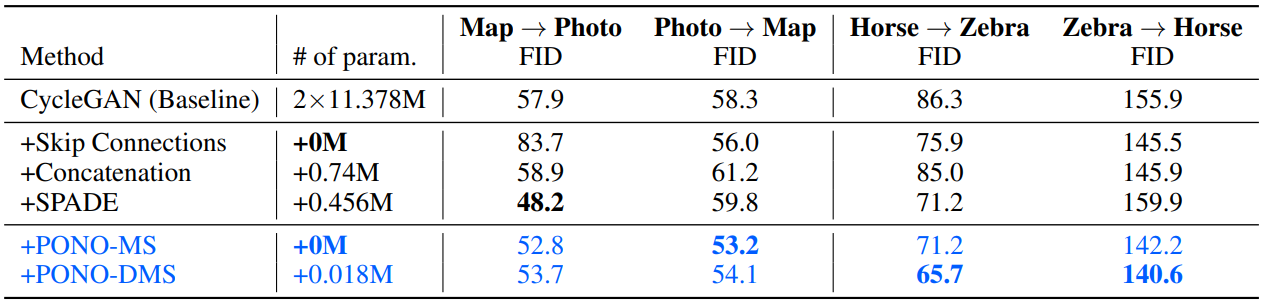 Map → Photo Photo → Map Horse → Zebra Zebra → Horse
Method # of param. FID FID FID FID
CycleGAN (Baseline) 2×11.378M 57.9 58.3 86.3 155.9
+Skip Connections +0M 83.7 56.0 75.9 145.5
+Concatenation +0.74M 58.9 61.2 85.0 145.9
+SPADE +0.456M 48.2 59.8 71.2 159.9
+PONO-MS +0M 52.8 53.2 71.2 142.2
+PONO-DMS +0.018M 53.7 54.1 65.7 140.6